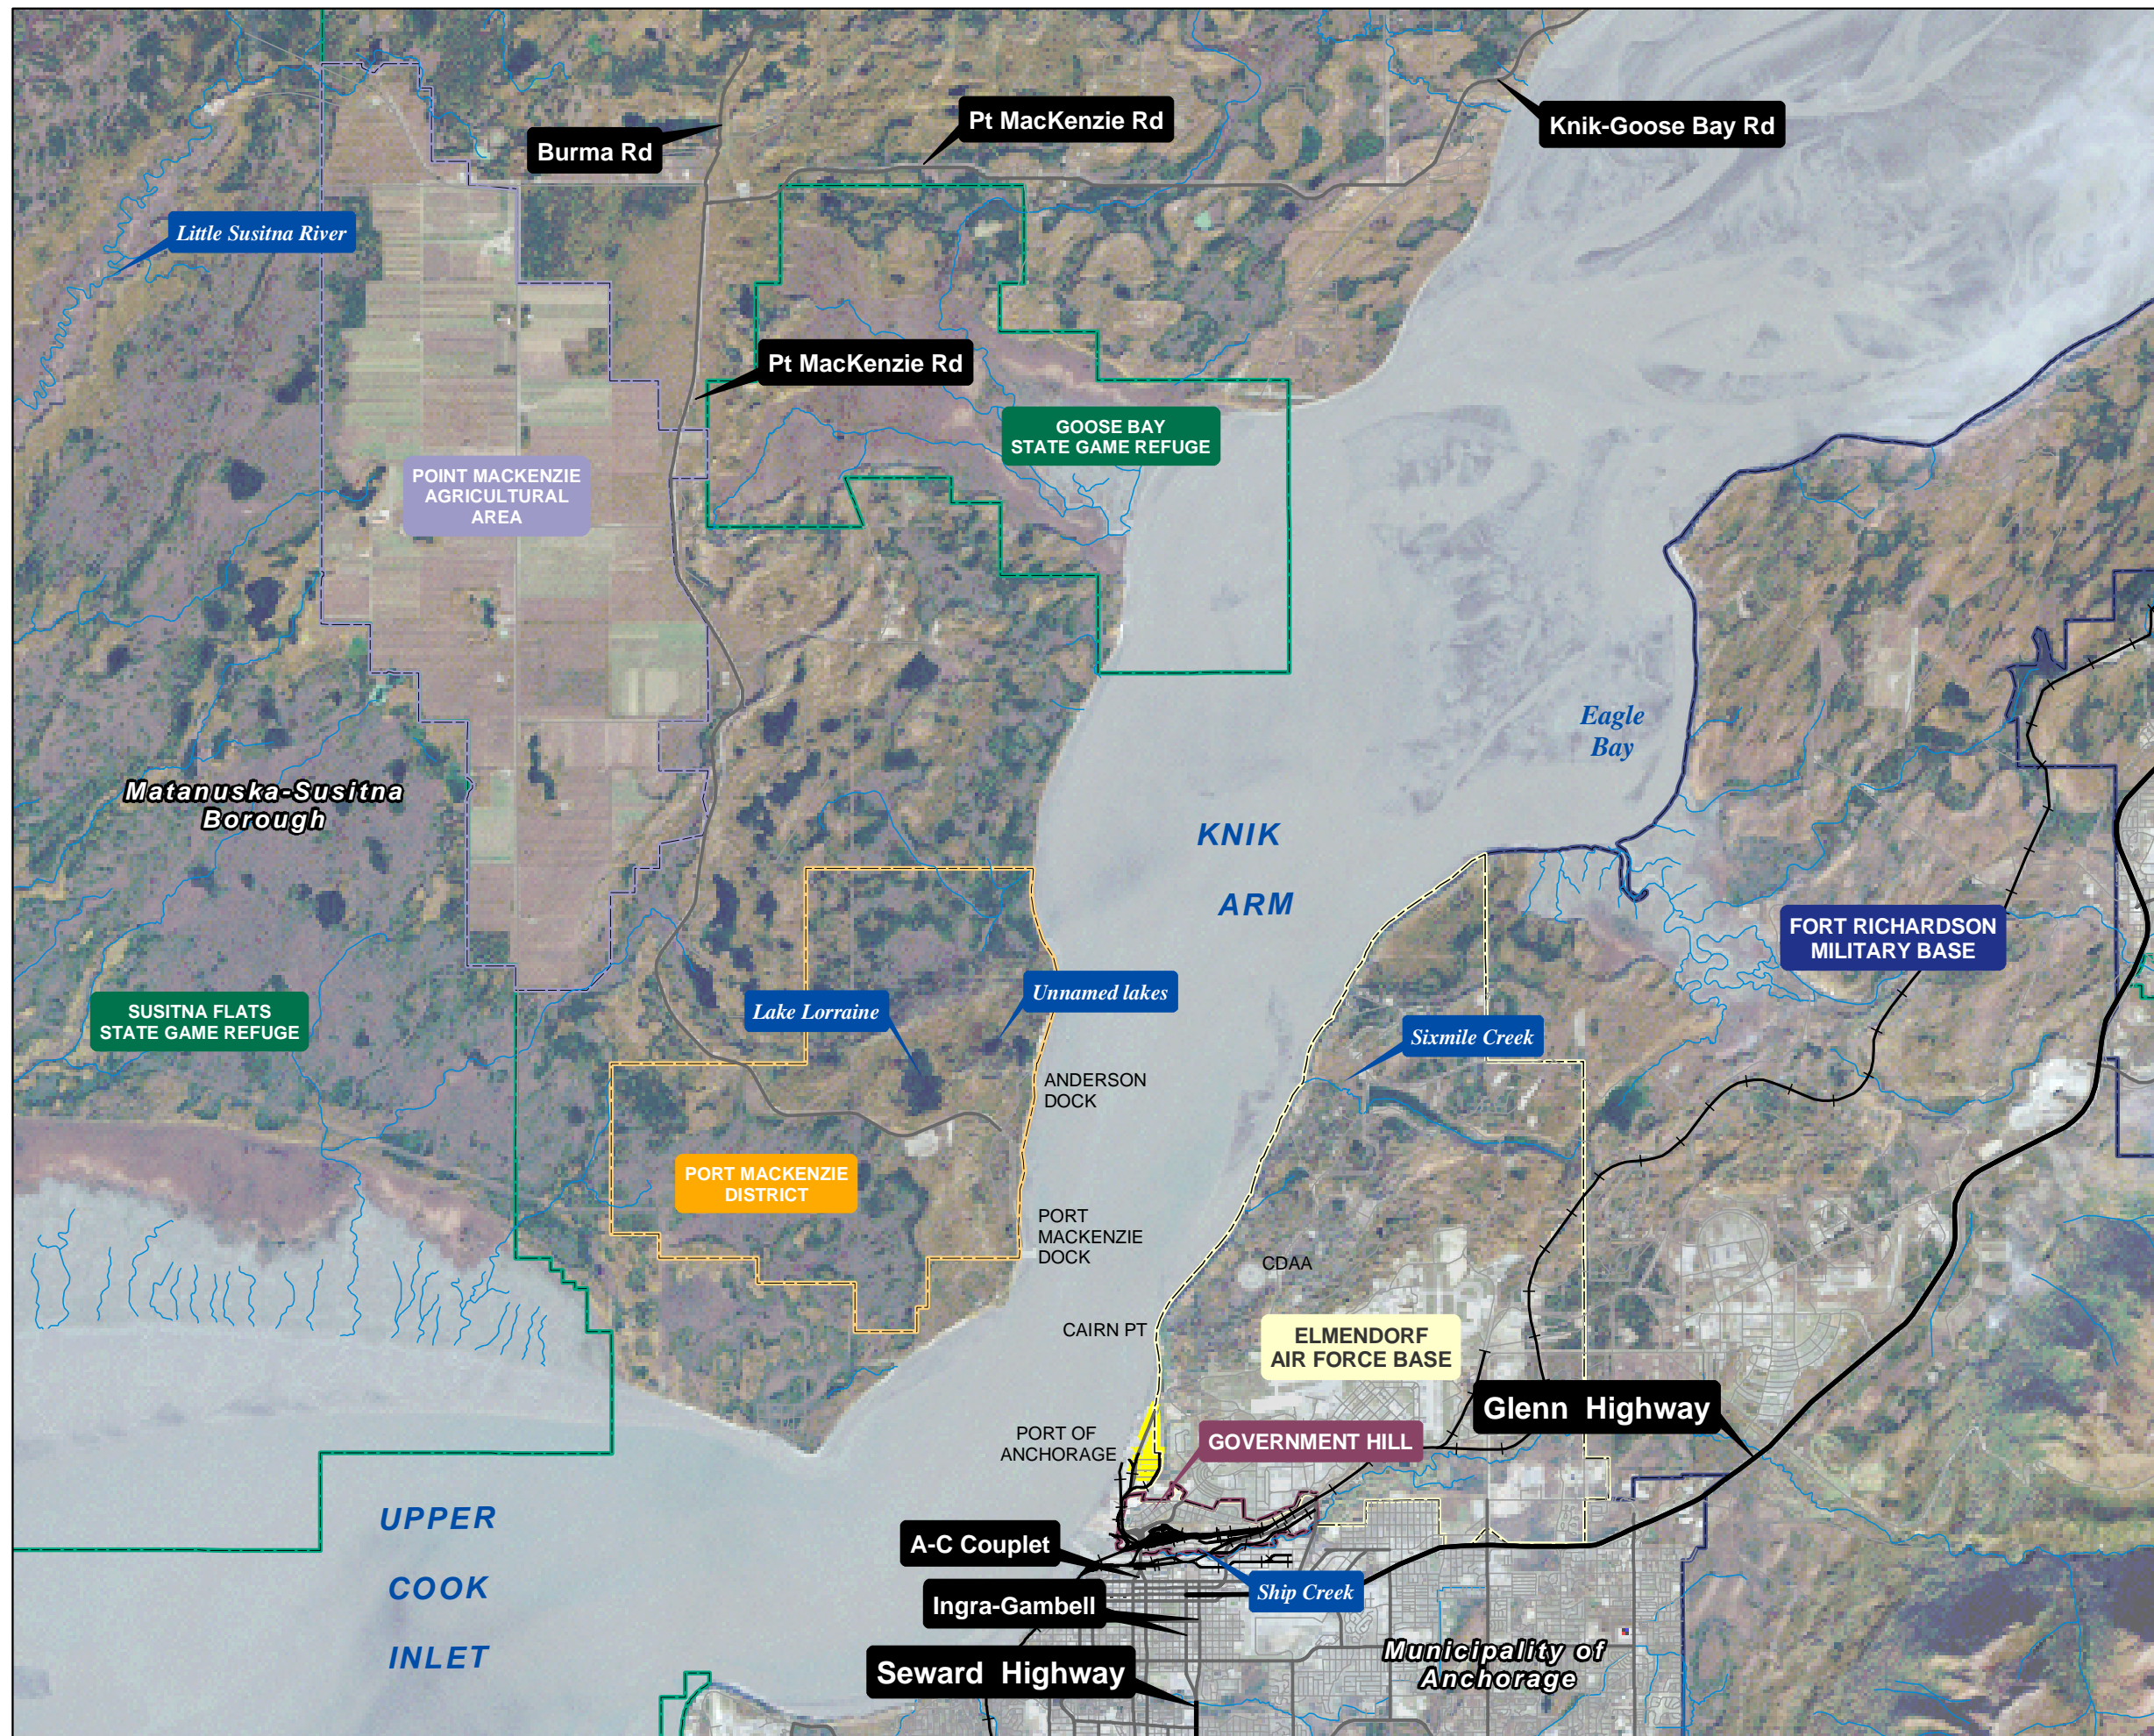 Pt MacKenzie Rd
Knik-Goose Bay Rd
Burma Rd
Little Susitna River
Pt MacKenzie Rd
GOOSE BAY
STATE GAME REFUGE
POINT MACKENZIE
AGRICULTURAL
AREA
Eagle
Bay
Matanuska-Susitna
Borough
KNIK
ARM
FORT RICHARDSON
MILITARY BASE
Unnamed lakes
Lake Lorraine
SUSITNA FLATS
STATE GAME REFUGE
Sixmile Creek
ANDERSON
DOCK
PORT MACKENZIE
DISTRICT
PORT
MACKENZIE
DOCK
CDAA
CAIRN PT
ELMENDORF
AIR FORCE BASE
Glenn Highway
PORT OF
ANCHORAGE
GOVERNMENT HILL
UPPER
COOK
INLET
A-C Couplet
Ship Creek
Ingra-Gambell
Seward Highway
Municipality of
Anchorage